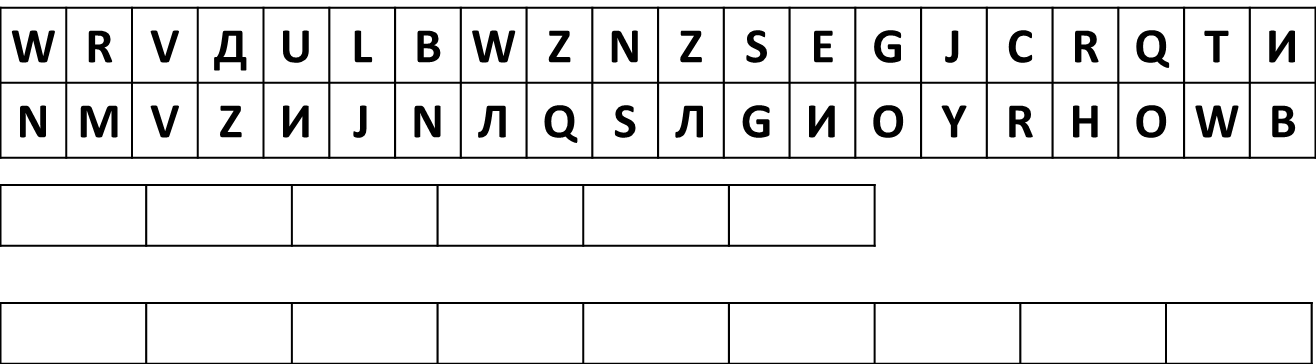 W R V Д U L B W Z N Z S E G J C R Q T И
N M V Z И J N Л Q S Л G И O Y R H O W B